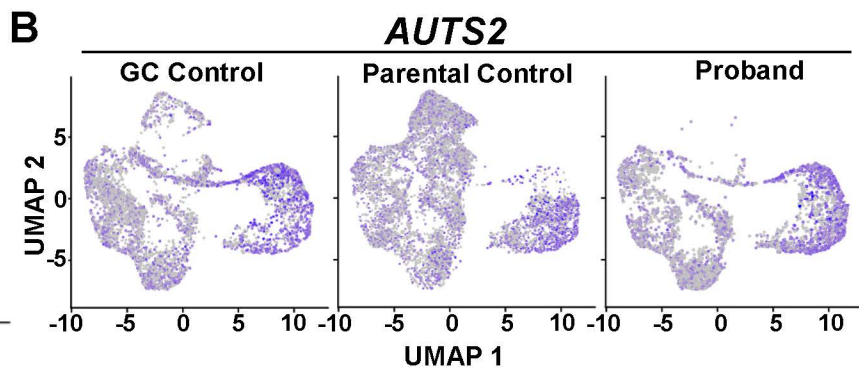 B
AUTS2
GC Control Parental Control Proband
UMAP 2
5
0
-5
-10 -5 0 5 10 -10 -5 0 5 10 -10 -5 0 5 10
UMAP 1